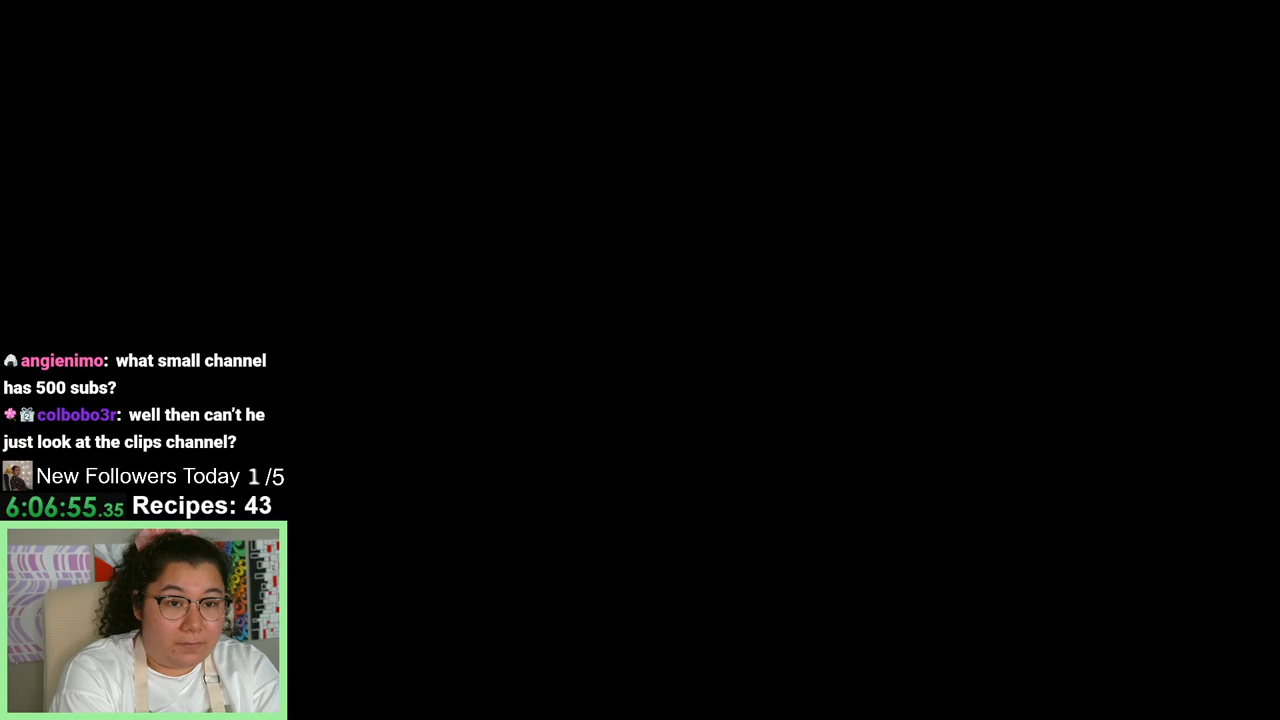 angienimo: what small channel
has 500 subs?
colbobo3r: well then can't he
just look at the clips channel?
New Followers Today 1/5
6:06:55.35 Recipes: 43